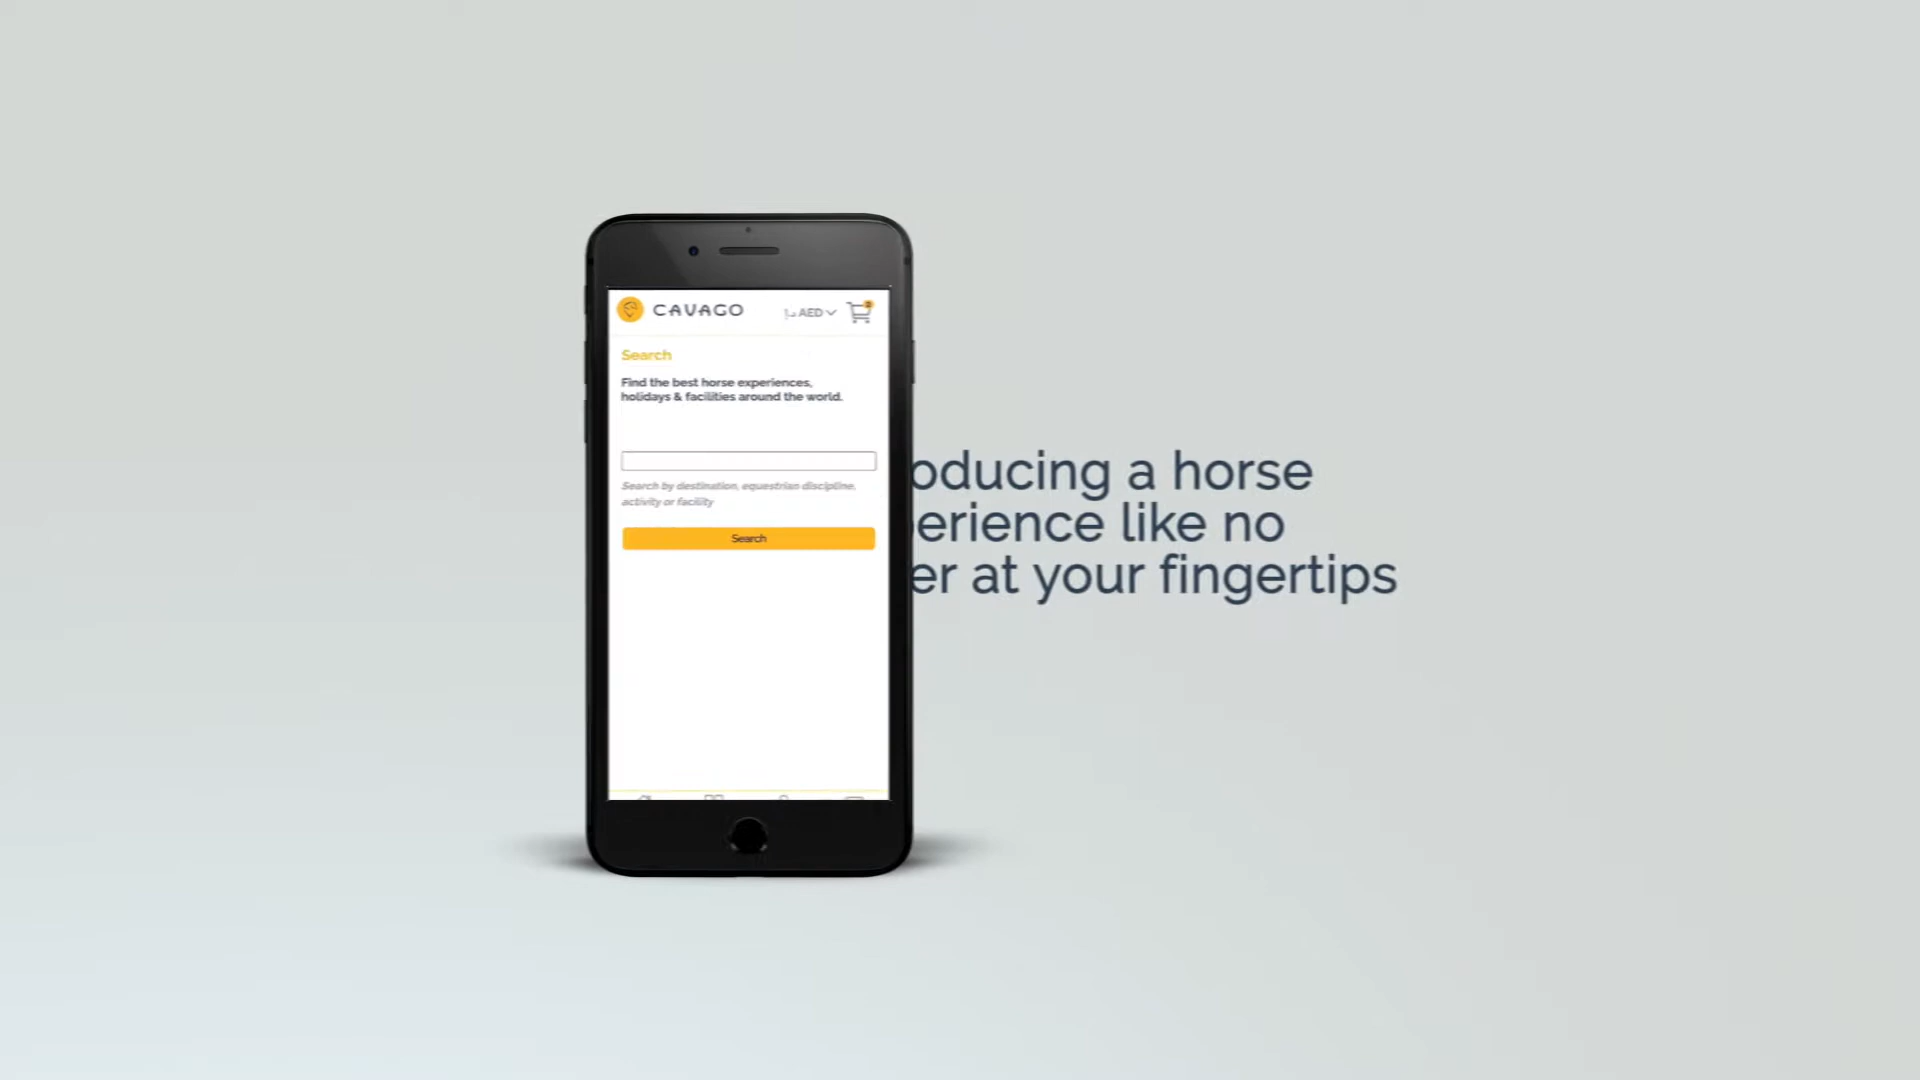 CAVAGO
د.إ AED
Search
Find the best horse experiences,
holidays & facilities around the world.
Search by destination, equestrian discipline,
activity or facility
Search
oducing a horse
erience like no
er at your fingertips